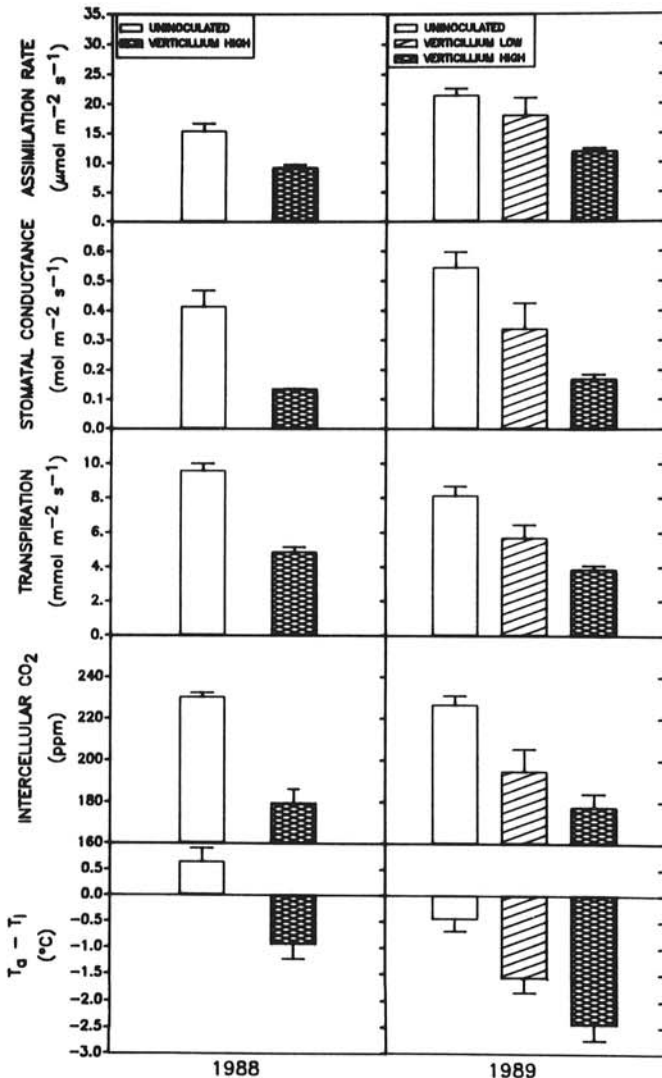 UNINOCULATED
VERTICILLIUM HIGH
UNINOCULATED
VERTICILLIUM LOW
VERTICILLIUM HIGH
ASSIMILATION RATE
(μmol m−2 s−1)
35
30
25
20
15
10
5.
0.
STOMATAL CONDUCTANCE
(mol m−2 s−1)
0.6
0.5
0.4
0.3
0.2
0.1
0.0
TRANSPIRATION
(mmol m−2 s−1)
10.
8.
6.
4.
2.
0.
INTERCELLULAR CO2
(ppm)
240
220
200
180
160
Ta − Tl
(°C)
0.5
0.0
−0.5
−1.0
−1.5
−2.0
−2.5
−3.0
1988
1989